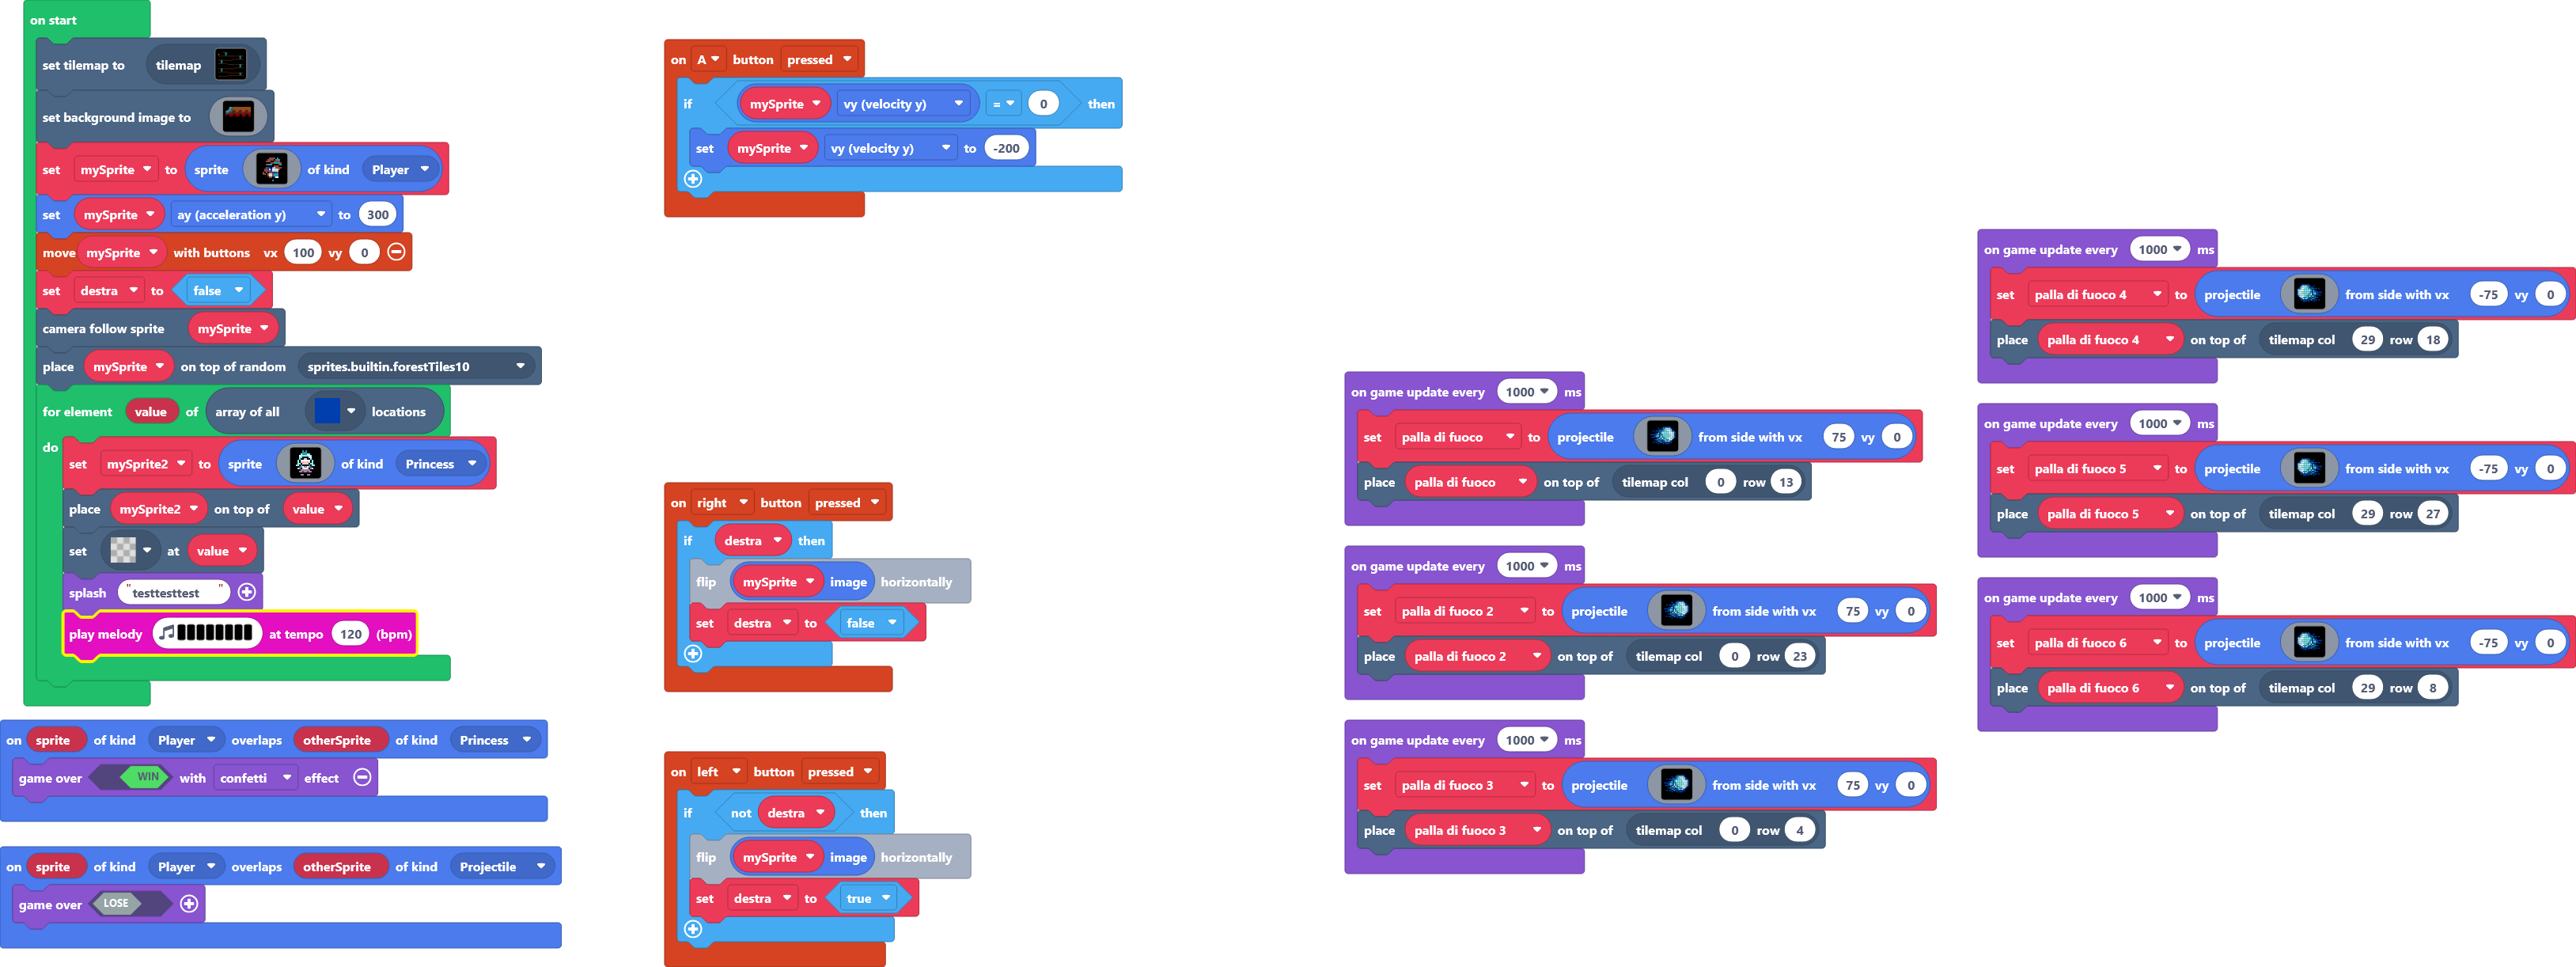 on start
set tilemap to tilemap
set background image to
set mySprite to sprite of kind Player
set mySprite ay (acceleration y) to 300
move mySprite with buttons vx 100 vy 0
set destra to false
camera follow sprite mySprite
place mySprite on top of random sprites.builtin.forestTiles10
for element value of array of all locations
do
set mySprite2 to sprite of kind Princess
place mySprite2 on top of value
set at value
splash "testtesttest"
play melody at tempo 120 (bpm)
on sprite of kind Player overlaps otherSprite of kind Princess
game over WIN with confetti effect
on sprite of kind Player overlaps otherSprite of kind Projectile
game over LOSE
on A button pressed
if mySprite vy (velocity y) = 0 then
set mySprite vy (velocity y) to -200
on right button pressed
if destra then
flip mySprite image horizontally
set destra to false
on left button pressed
if not destra then
flip mySprite image horizontally
set destra to true
on game update every 1000 ms
set palla di fuoco to projectile from side with vx 75 vy 0
place palla di fuoco on top of tilemap col 0 row 13
on game update every 1000 ms
set palla di fuoco 2 to projectile from side with vx 75 vy 0
place palla di fuoco 2 on top of tilemap col 0 row 23
on game update every 1000 ms
set palla di fuoco 3 to projectile from side with vx 75 vy 0
place palla di fuoco 3 on top of tilemap col 0 row 4
on game update every 1000 ms
set palla di fuoco 4 to projectile from side with vx -75 vy 0
place palla di fuoco 4 on top of tilemap col 29 row 18
on game update every 1000 ms
set palla di fuoco 5 to projectile from side with vx -75 vy 0
place palla di fuoco 5 on top of tilemap col 29 row 27
on game update every 1000 ms
set palla di fuoco 6 to projectile from side with vx -75 vy 0
place palla di fuoco 6 on top of tilemap col 29 row 8